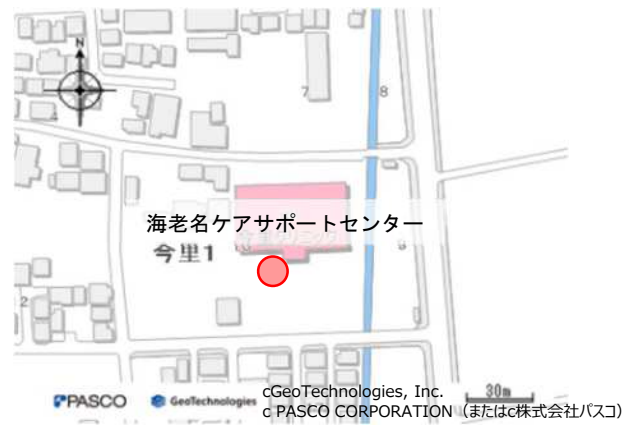 N
7
8
海老名ケアサポートセンター
今里1
9
2
PASCO
GeoTechnologies
cGeoTechnologies, Inc.
30m
c PASCO CORPORATION（またはc株式会社パスコ）